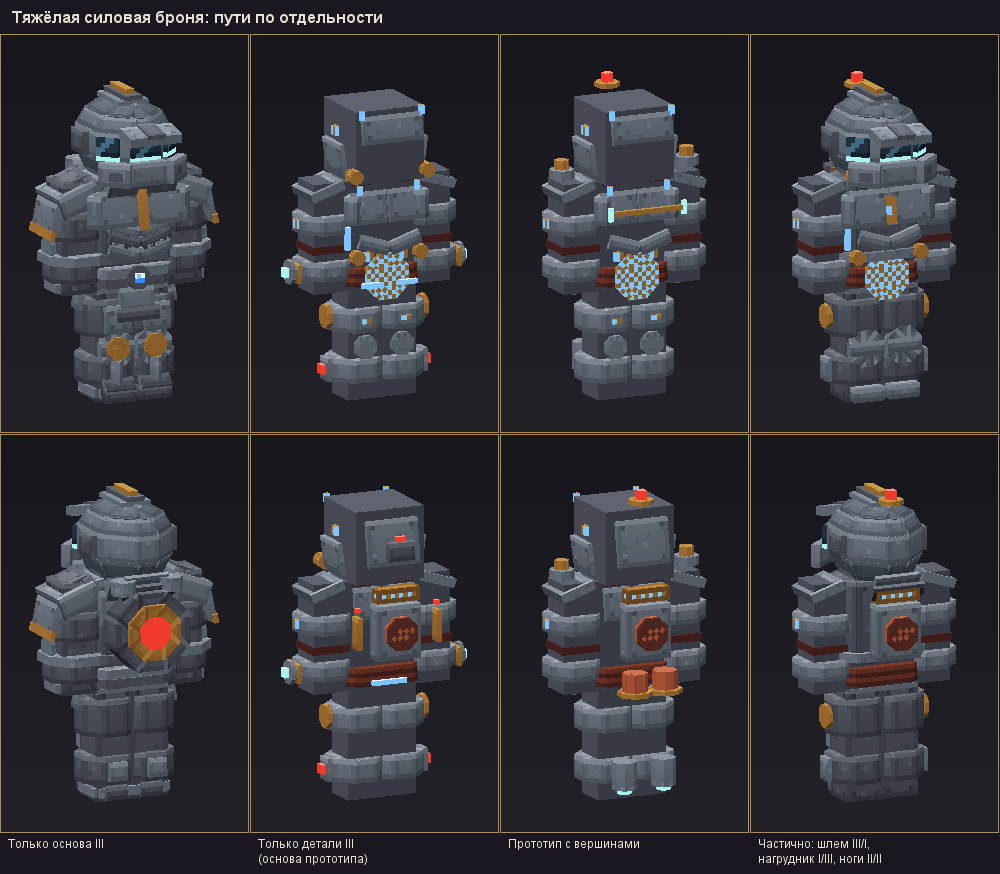 Тяжёлая силовая броня: пути по отдельности
Только основа III
Только детали III
(основа прототипа)
Прототип с вершинами
Частично: шлем III/I,
нагрудник I/III, ноги II/II